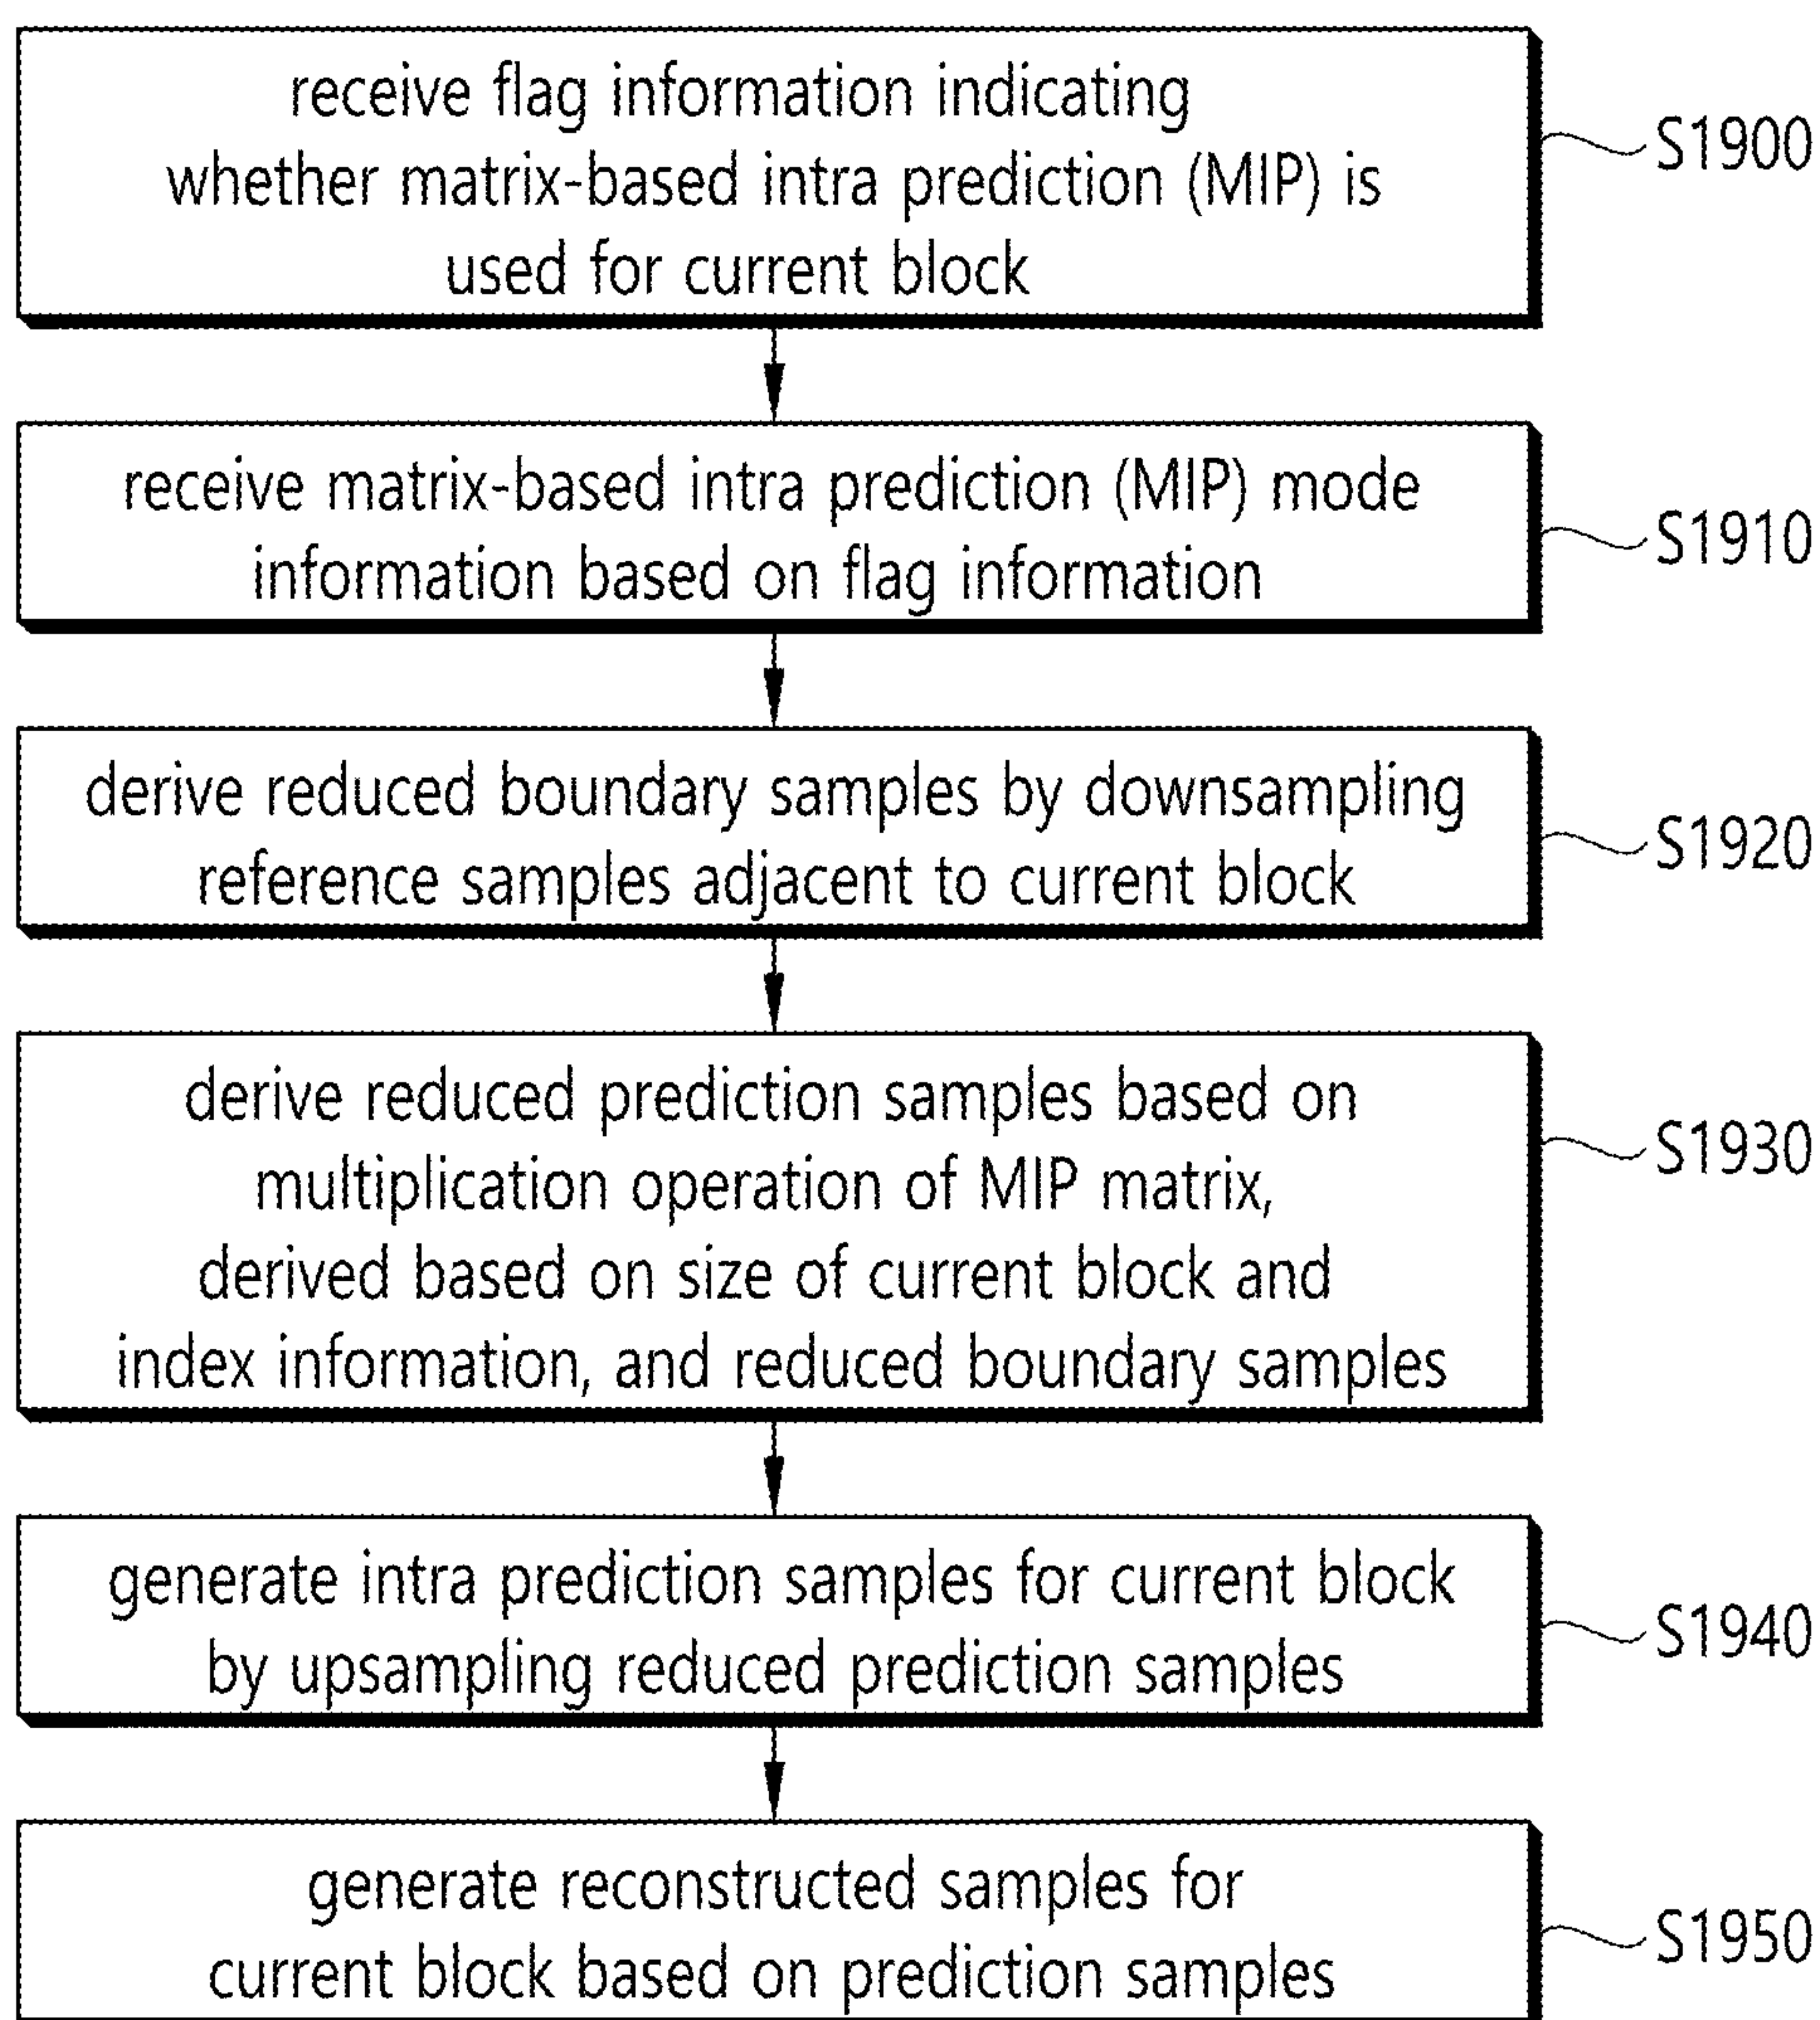 receive flag information indicating
whether matrix-based intra prediction (MIP) is
used for current block
S1900
receive matrix-based intra prediction (MIP) mode
information based on flag information
S1910
derive reduced boundary samples by downsampling
reference samples adjacent to current block
S1920
derive reduced prediction samples based on
multiplication operation of MIP matrix,
derived based on size of current block and
index information, and reduced boundary samples
S1930
generate intra prediction samples for current block
by upsampling reduced prediction samples
S1940
generate reconstructed samples for
current block based on prediction samples
S1950